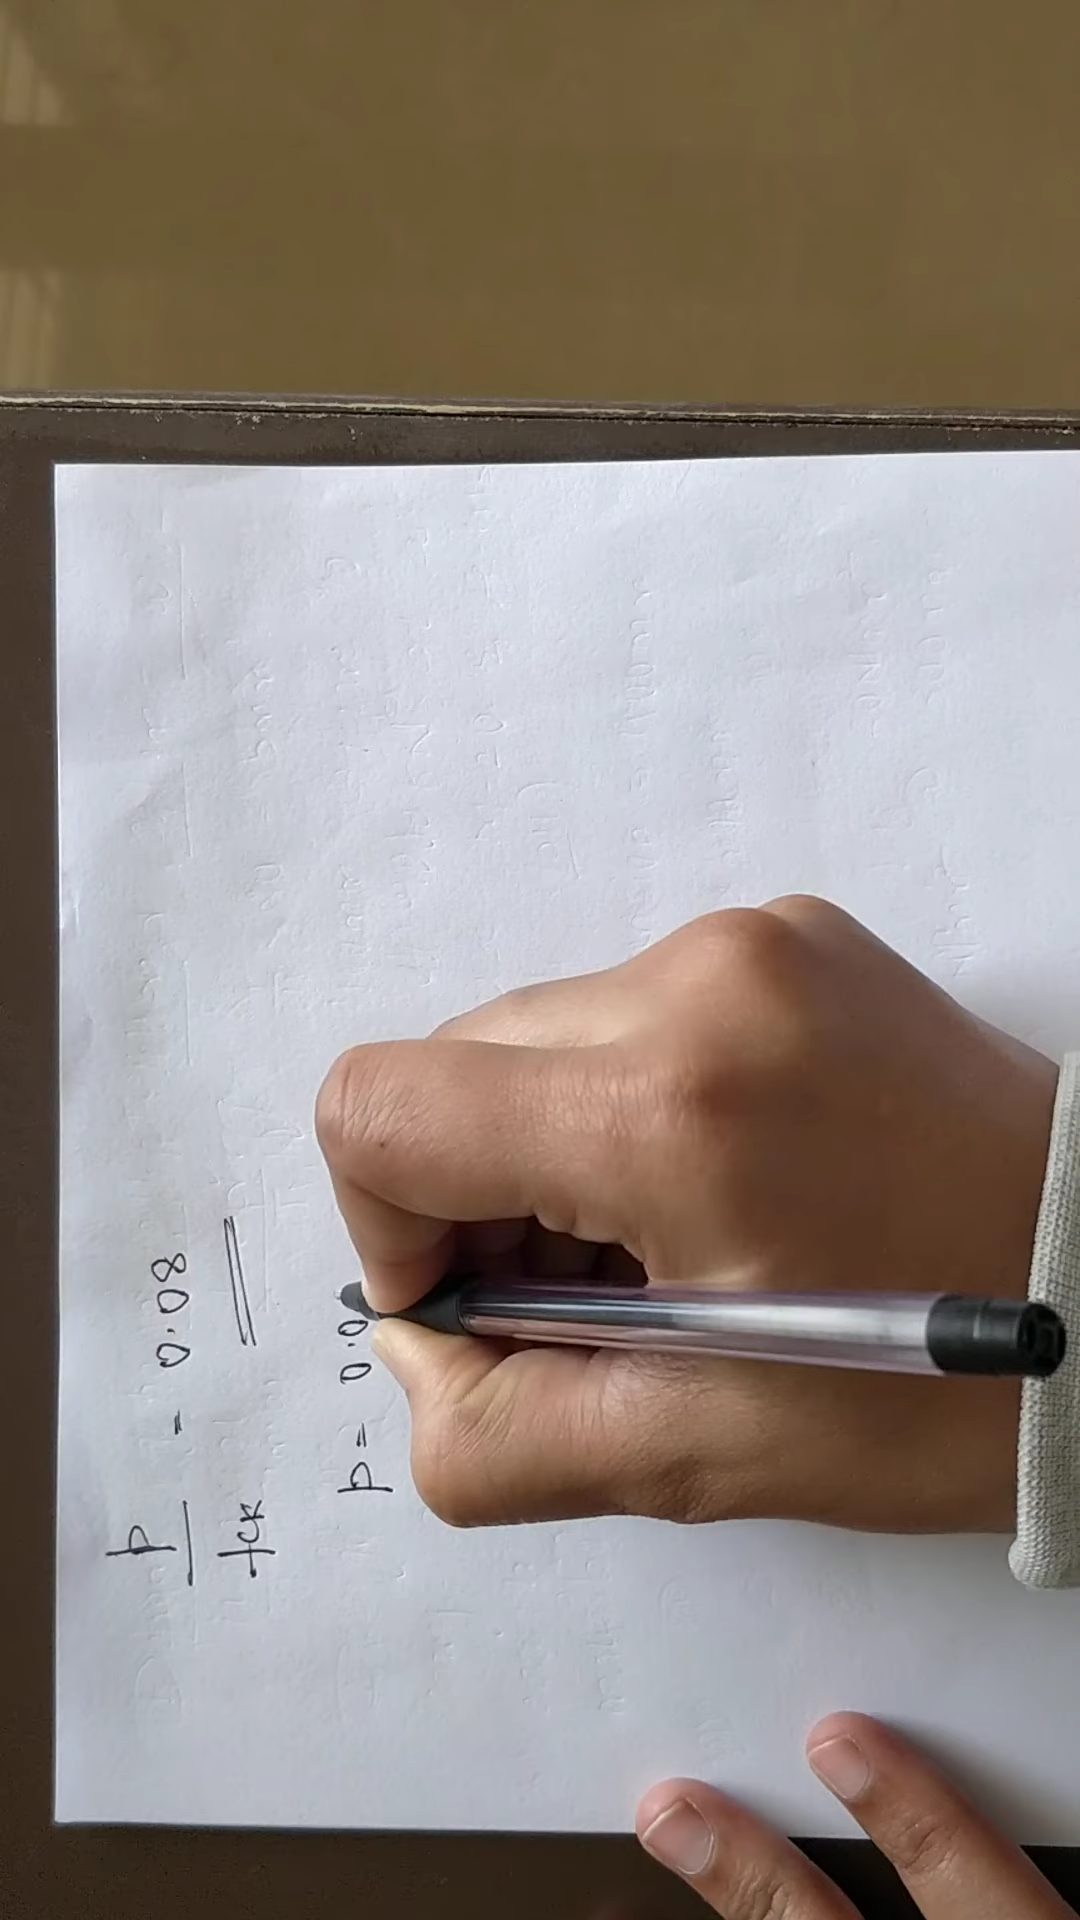 p/fck = 0.08
p = 0.0